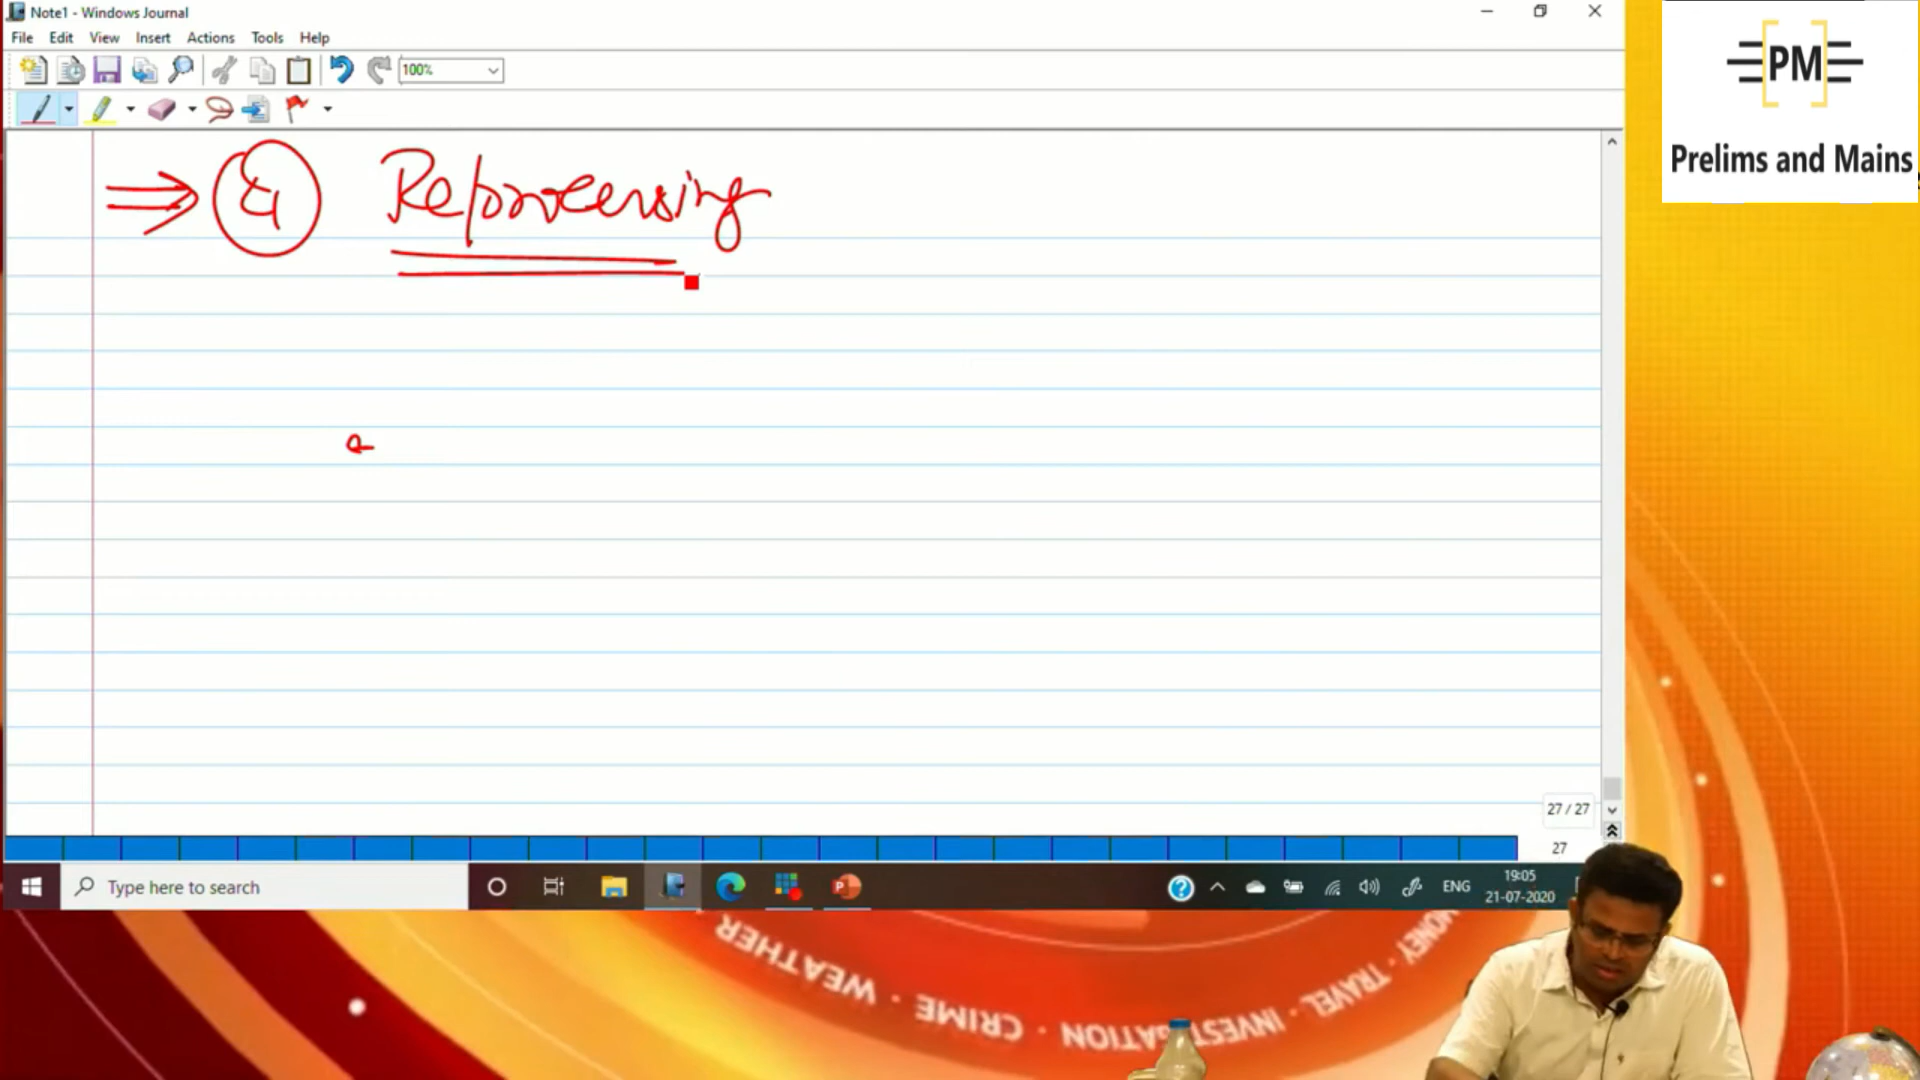 Note1 - Windows Journal
File Edit View Insert Actions Tools Help
100%
PM
Prelims and Mains
⇒ 4 Reprocessing
a
27 / 27
27
Type here to search
P
ENG
19:05
21-07-2020
WEATHER · CRIME · INVESTIGATION · TRAVEL · MONEY